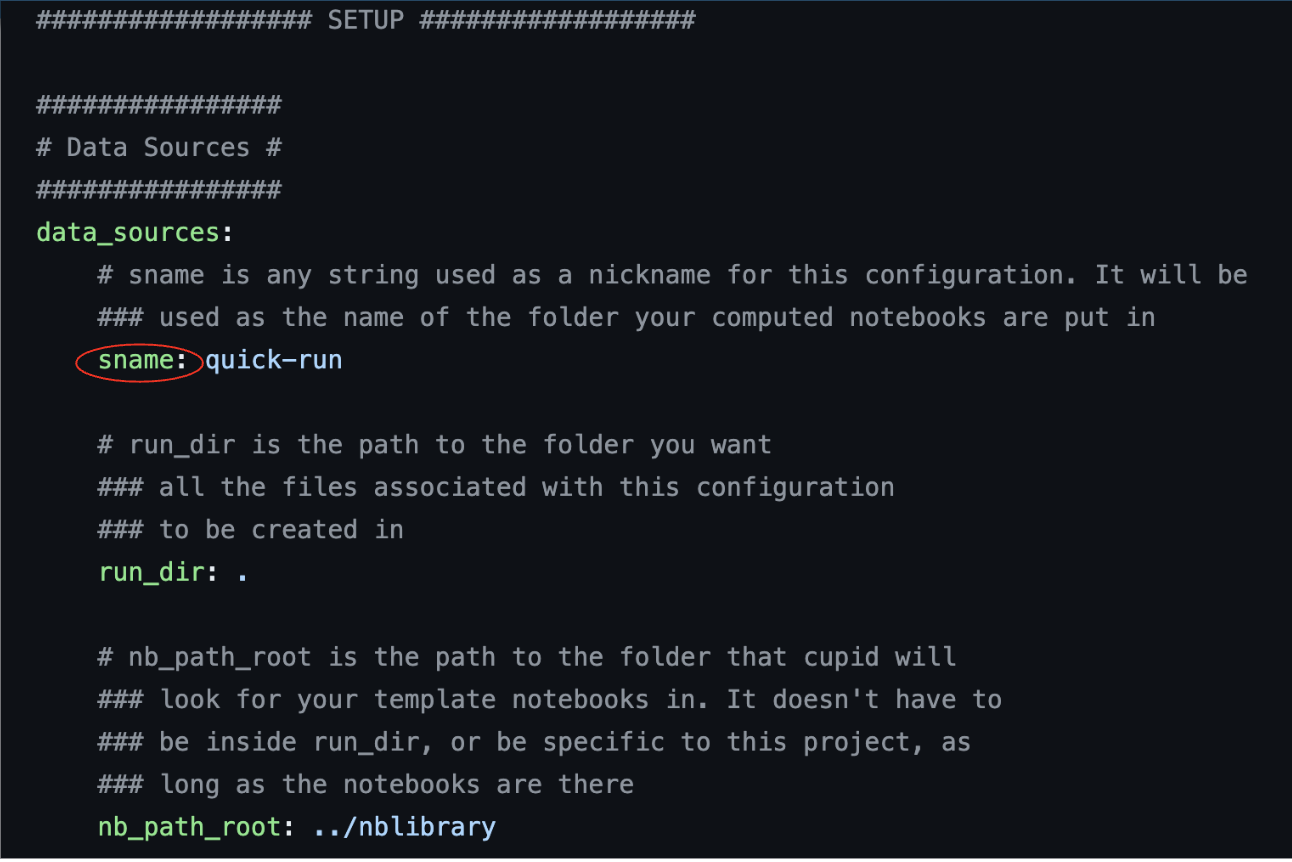 ################## SETUP ##################
################
# Data Sources #
################
data_sources:
# sname is any string used as a nickname for this configuration. It will be
### used as the name of the folder your computed notebooks are put in
sname: quick-run
# run_dir is the path to the folder you want
### all the files associated with this configuration
### to be created in
run_dir: .
# nb_path_root is the path to the folder that cupid will
### look for your template notebooks in. It doesn't have to
### be inside run_dir, or be specific to this project, as
### long as the notebooks are there
nb_path_root: ../nblibrary